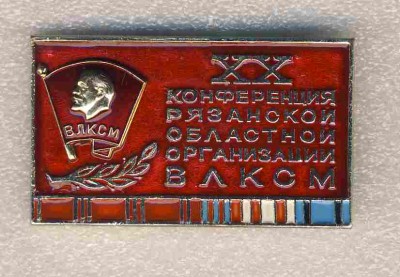 ВЛКСМ
XX
КОНФЕРЕНЦИЯ
РЯЗАНСКОЙ
ОБЛАСТНОЙ
ОРГАНИЗАЦИИ
ВЛКСМ